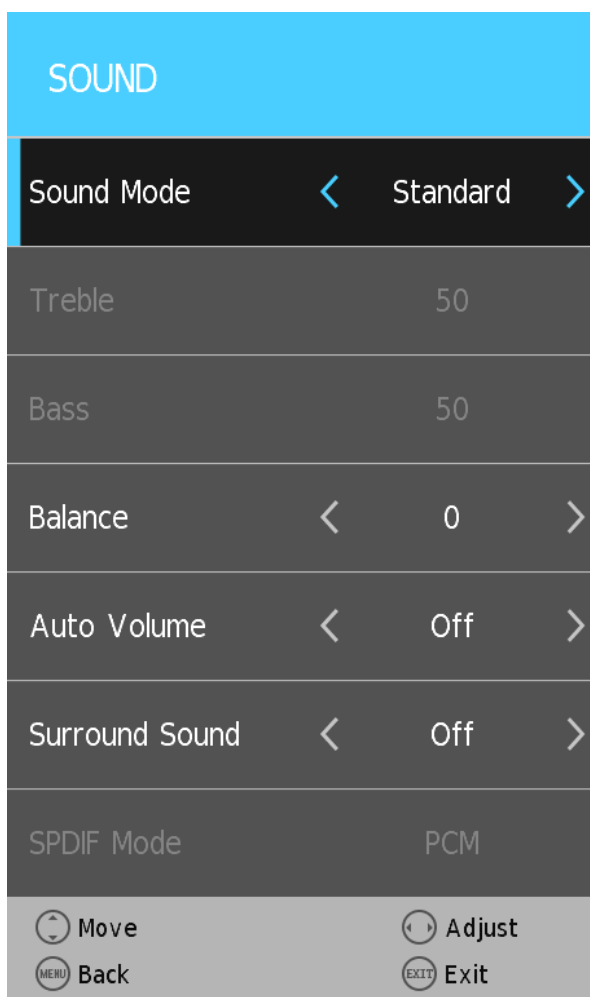 SOUND
Sound Mode Standard
Treble 50
Bass 50
Balance 0
Auto Volume Off
Surround Sound Off
SPDIF Mode PCM
Move Adjust
MENU Back EXIT Exit